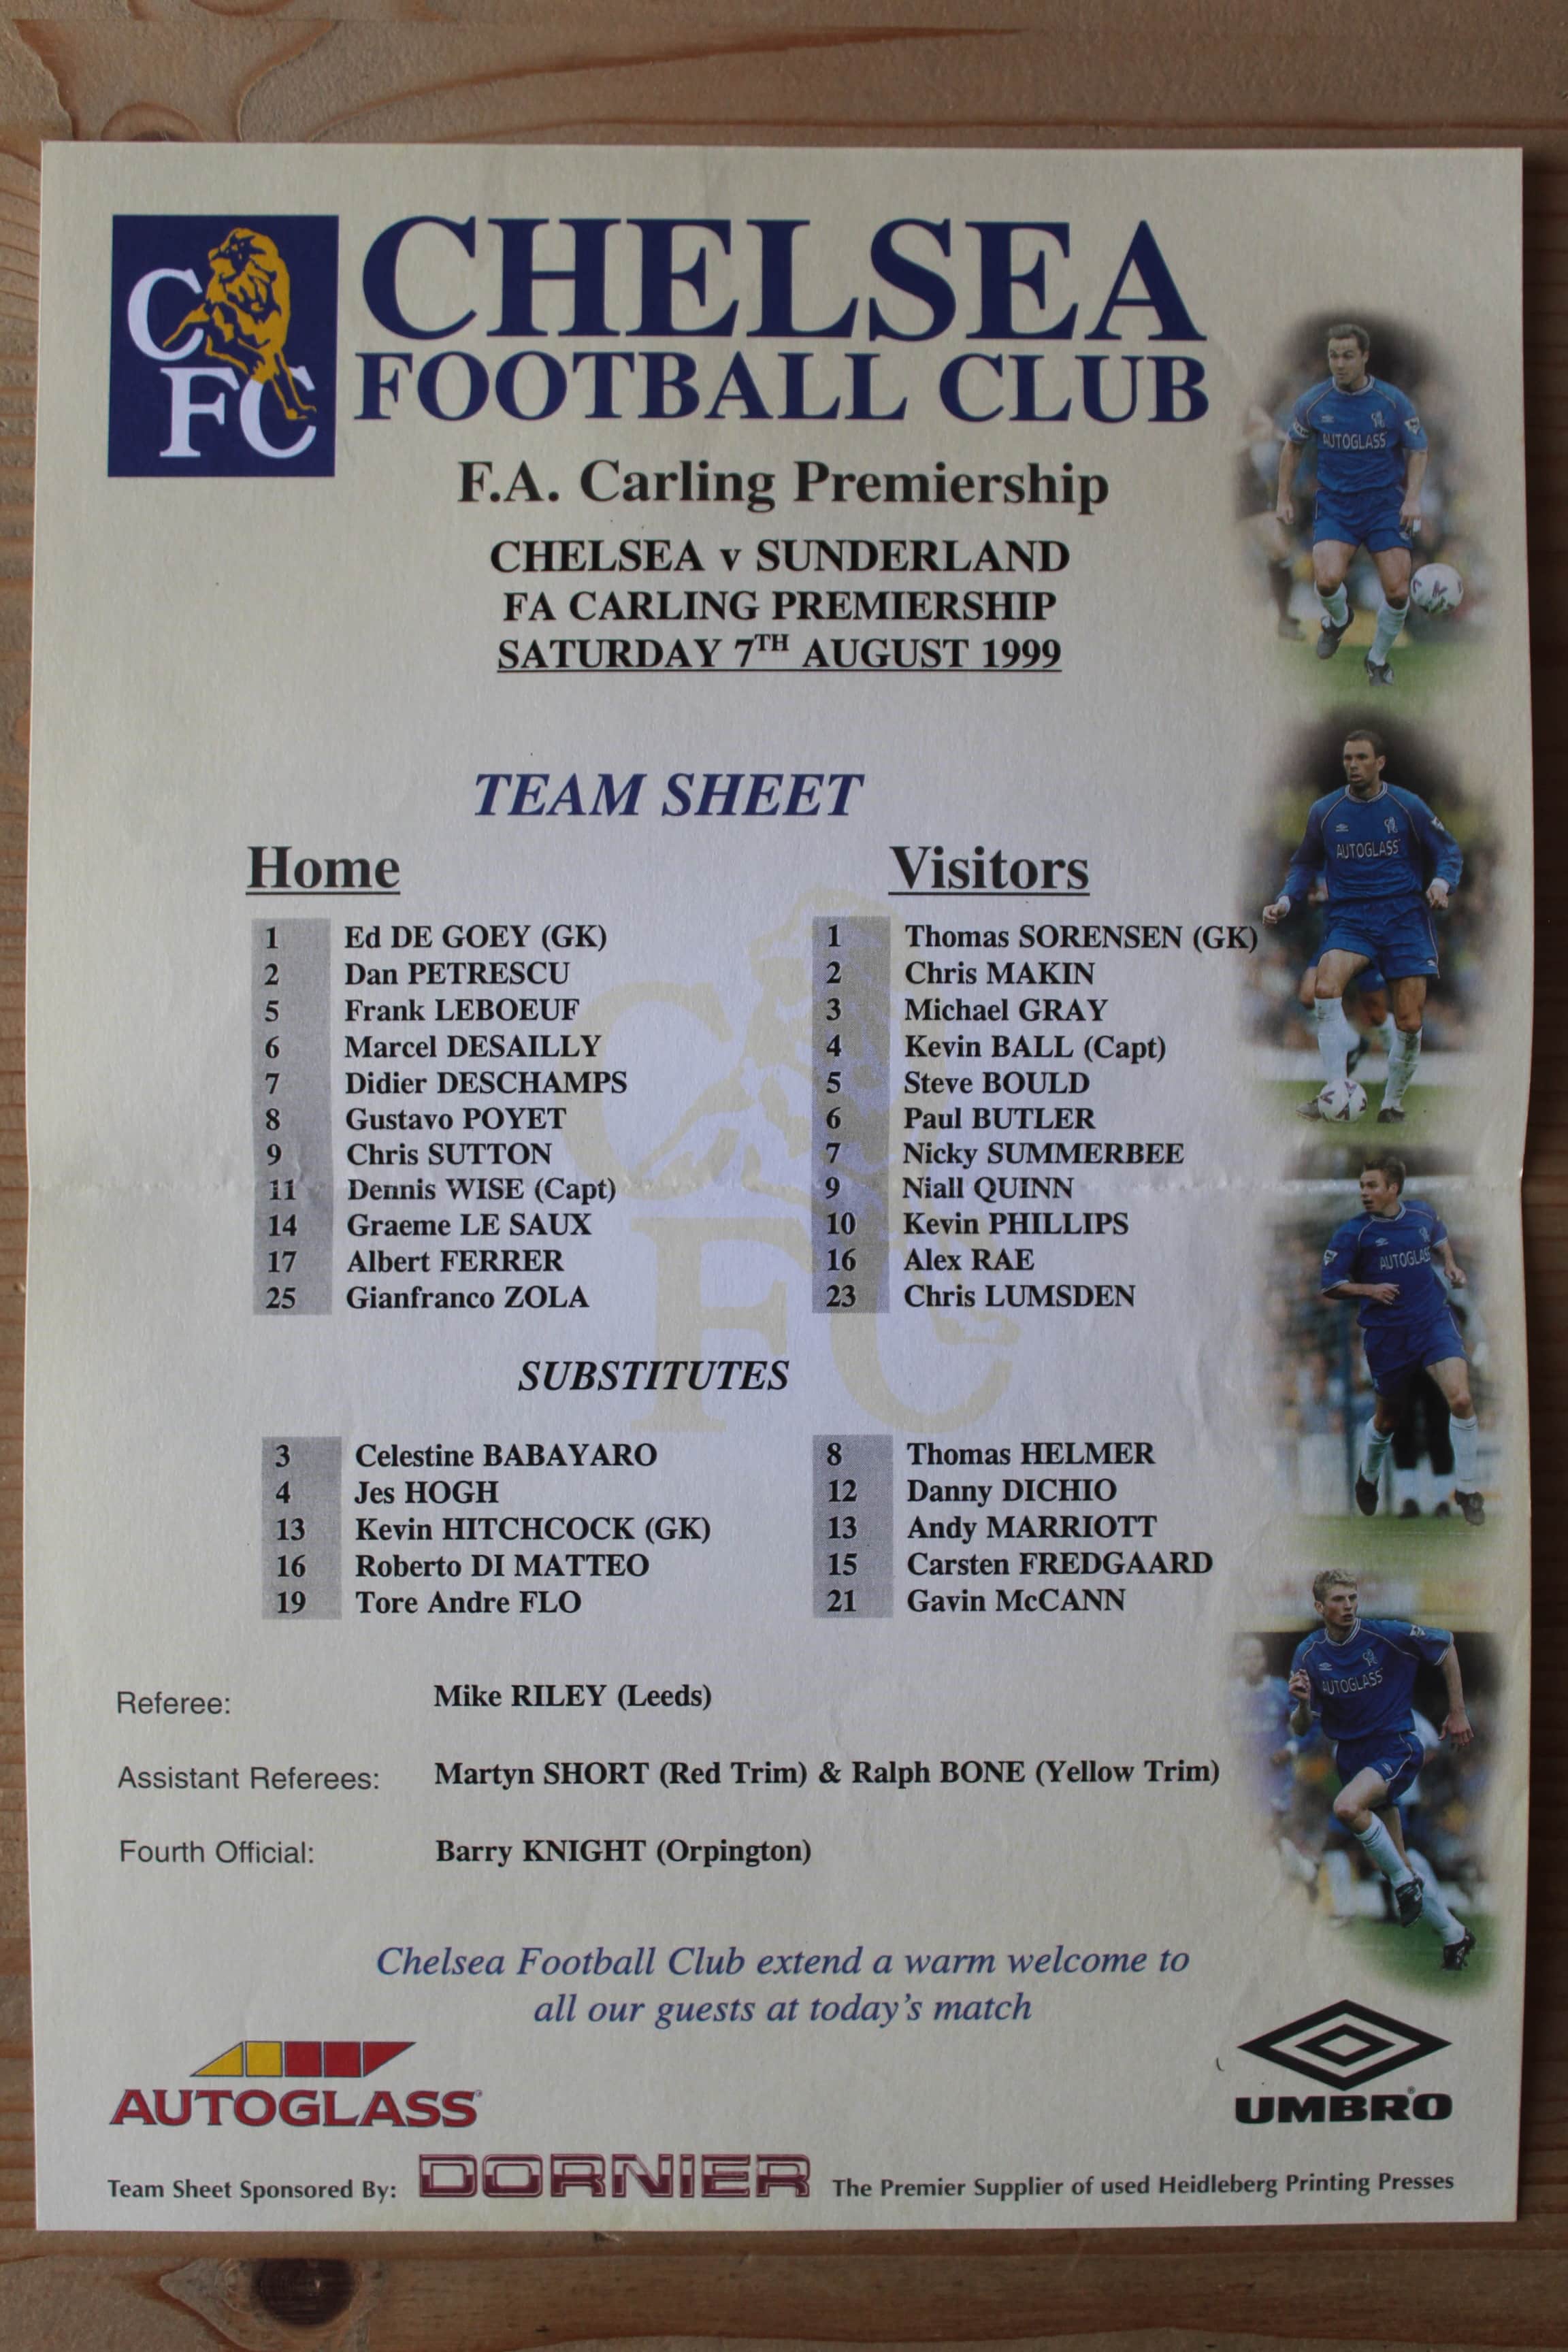 C
FC
CHELSEA
FOOTBALL CLUB
F.A. Carling Premiership
CHELSEA v SUNDERLAND
FA CARLING PREMIERSHIP
SATURDAY 7TH AUGUST 1999
TEAM SHEET
Home Visitors
1 Ed DE GOEY (GK) 1 Thomas SORENSEN (GK)
2 Dan PETRESCU 2 Chris MAKIN
5 Frank LEBOEUF 3 Michael GRAY
6 Marcel DESAILLY 4 Kevin BALL (Capt)
7 Didier DESCHAMPS 5 Steve BOULD
8 Gustavo POYET 6 Paul BUTLER
9 Chris SUTTON 7 Nicky SUMMERBEE
11 Dennis WISE (Capt) 9 Niall QUINN
14 Graeme LE SAUX 10 Kevin PHILLIPS
17 Albert FERRER 16 Alex RAE
25 Gianfranco ZOLA 23 Chris LUMSDEN
SUBSTITUTES
3 Celestine BABAYARO 8 Thomas HELMER
4 Jes HOGH 12 Danny DICHIO
13 Kevin HITCHCOCK (GK) 13 Andy MARRIOTT
16 Roberto DI MATTEO 15 Carsten FREDGAARD
19 Tore Andre FLO 21 Gavin McCANN
Referee: Mike RILEY (Leeds)
Assistant Referees: Martyn SHORT (Red Trim) & Ralph BONE (Yellow Trim)
Fourth Official: Barry KNIGHT (Orpington)
Chelsea Football Club extend a warm welcome to
all our guests at today's match
AUTOGLASS®
UMBRO®
Team Sheet Sponsored By: DORNIER The Premier Supplier of used Heidleberg Printing Presses
AUTOGLASS
AUTOGLASS
AUTOGLASS
AUTOGLASS